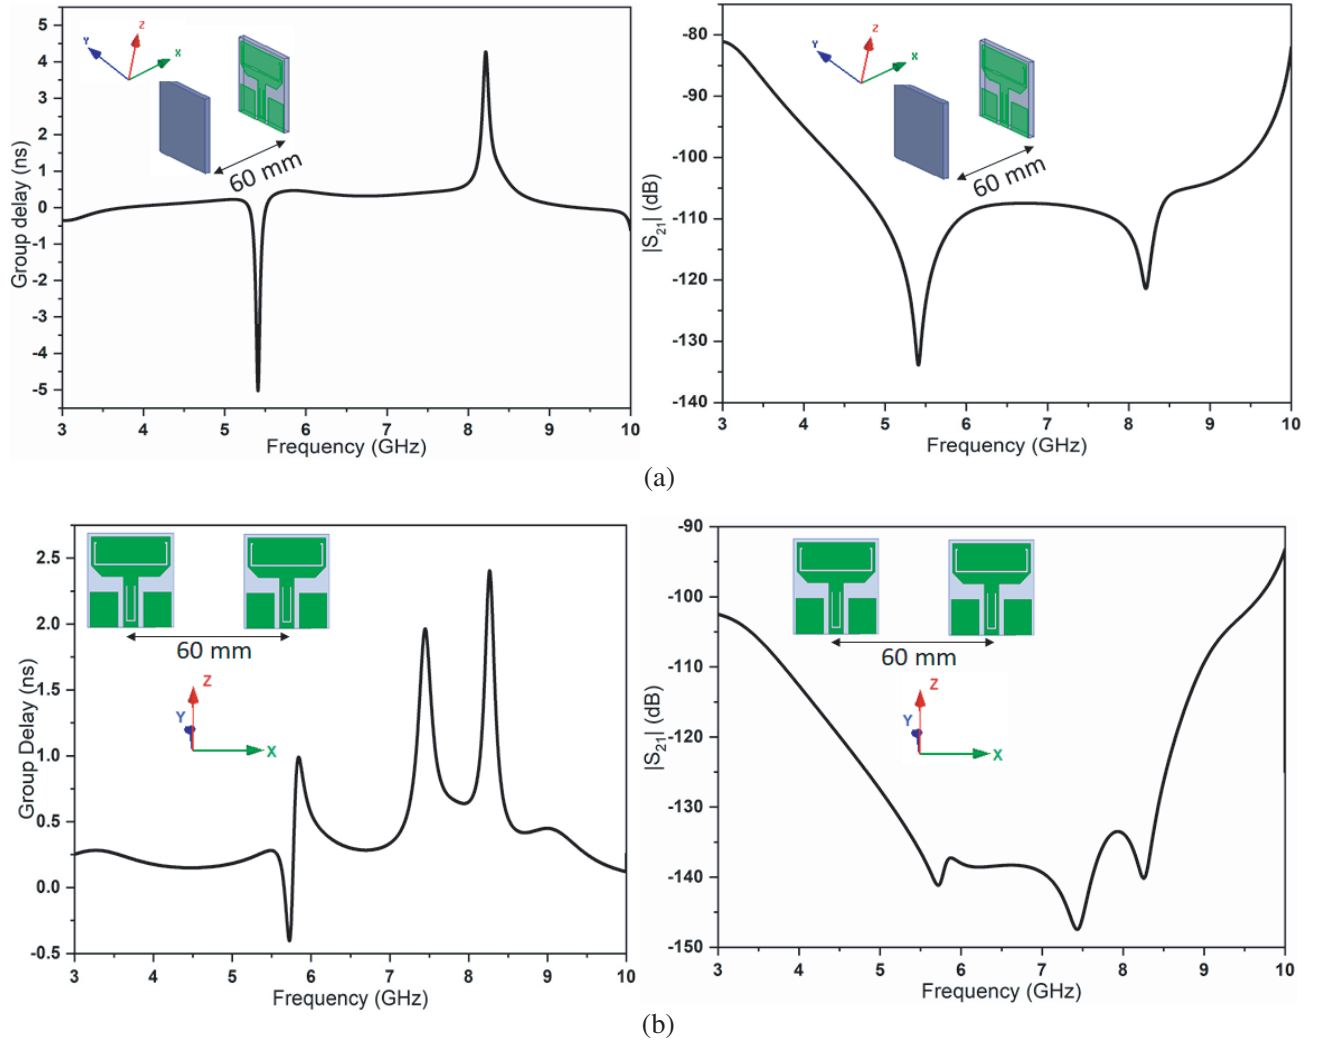 5
4
3
2
1
0
-1
-2
-3
-4
-5
Group delay (ns)
3 4 5 6 7 8 9 10
Frequency (GHz)
Y Z X
60 mm
-80
-90
-100
-110
-120
-130
-140
|S21| (dB)
3 4 5 6 7 8 9 10
Frequency (GHz)
Y Z X
60 mm
(a)
2.5
2.0
1.5
1.0
0.5
0.0
-0.5
Group Delay (ns)
3 4 5 6 7 8 9 10
Frequency (GHz)
60 mm
Z
Y
X
-90
-100
-110
-120
-130
-140
-150
|S21| (dB)
3 4 5 6 7 8 9 10
Frequency (GHz)
60 mm
Z
Y
X
(b)